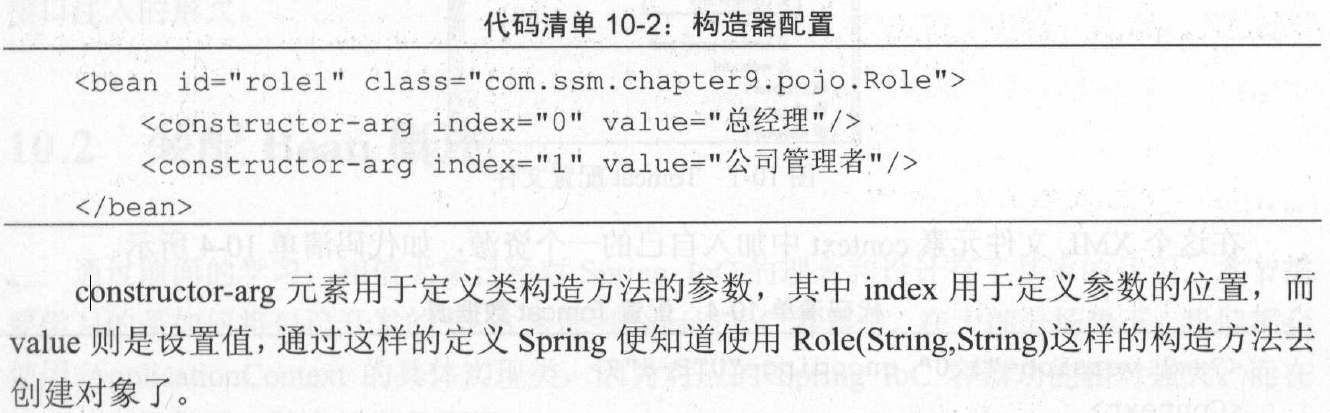 代码清单 10-2：构造器配置
<bean id="role1" class="com.ssm.chapter9.pojo.Role">
<constructor-arg index="0" value="总经理"/>
<constructor-arg index="1" value="公司管理者"/>
</bean>
constructor-arg 元素用于定义类构造方法的参数，其中 index 用于定义参数的位置，而
value 则是设置值，通过这样的定义 Spring 便知道使用 Role(String,String)这样的构造方法去
创建对象了。